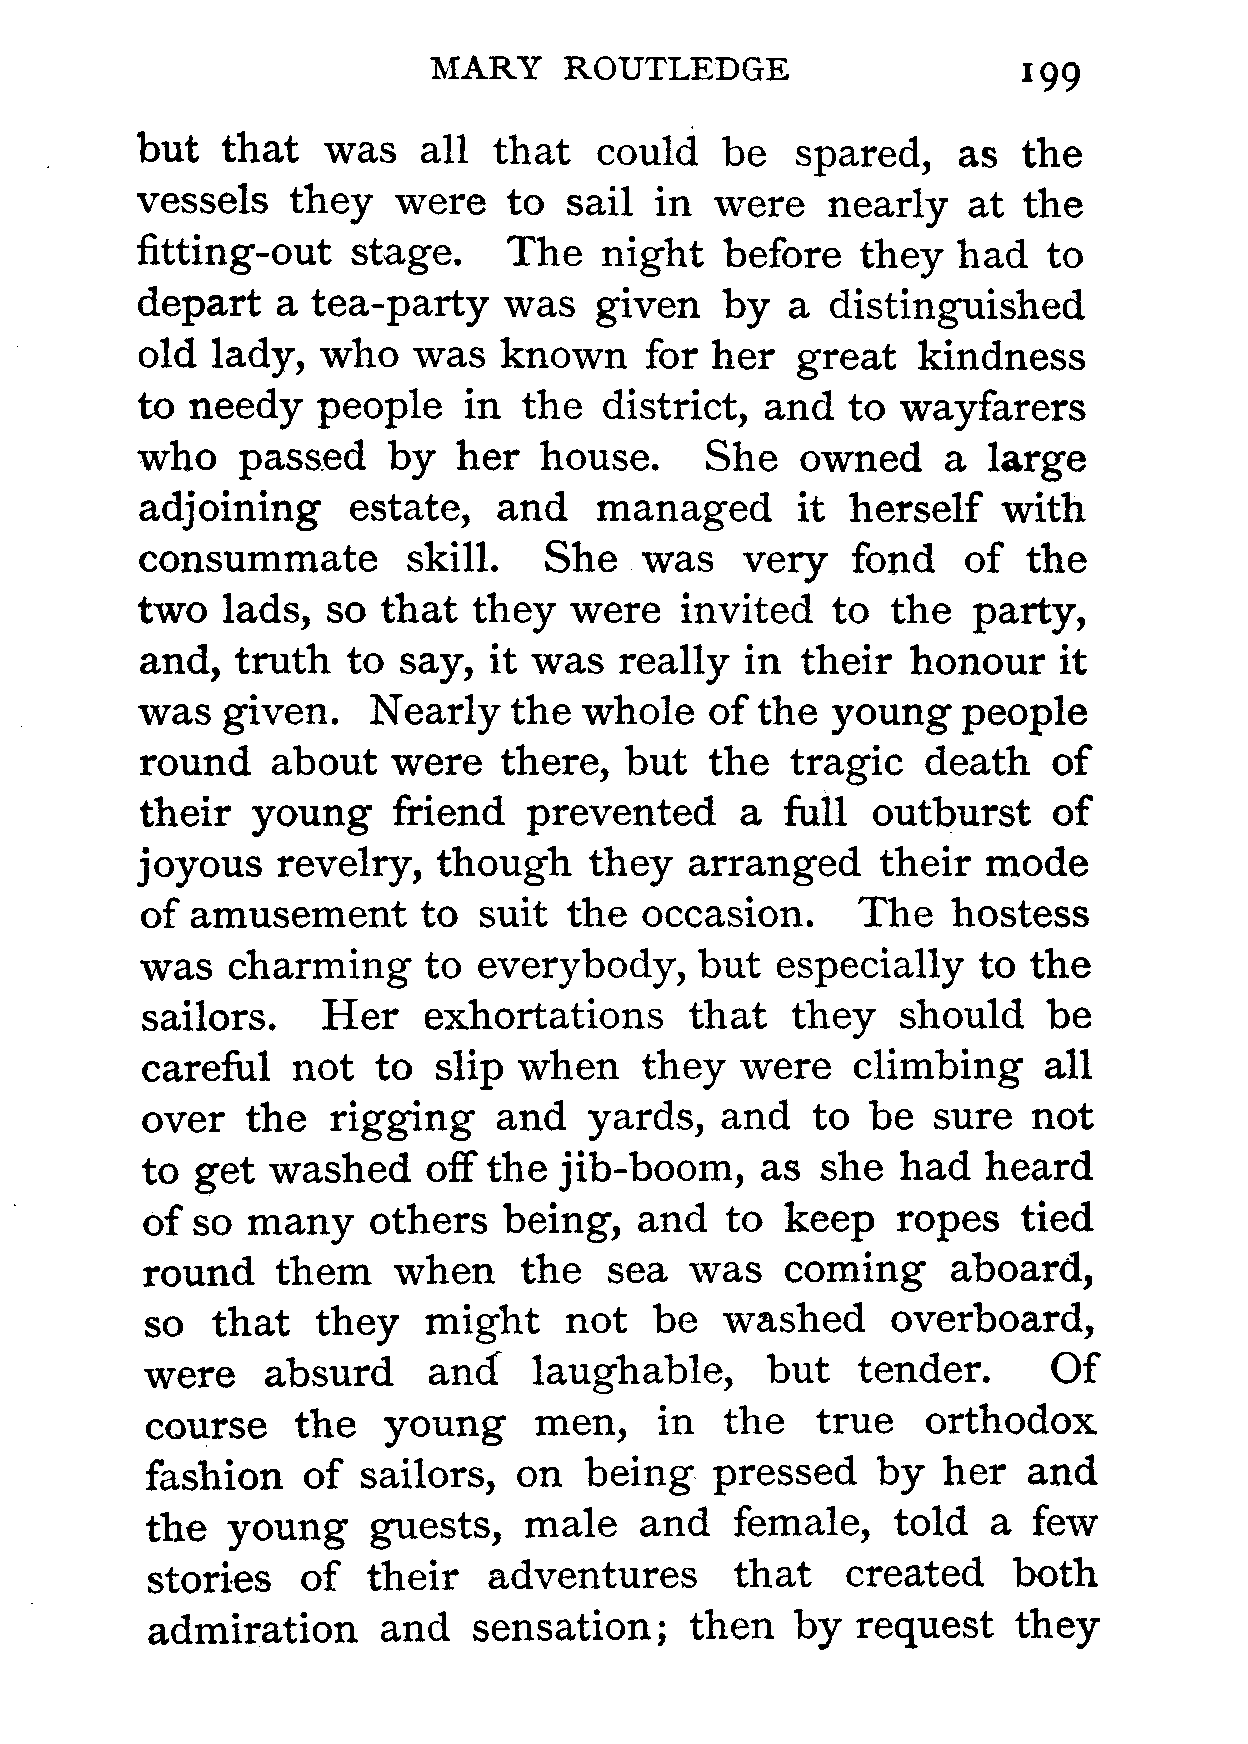 MARY ROUTLEDGE 199
but that was all that could be spared, as the
vessels they were to sail in were nearly at the
fitting-out stage. The night before they had to
depart a tea-party was given by a distinguished
old lady, who was known for her great kindness
to needy people in the district, and to wayfarers
who passed by her house. She owned a large
adjoining estate, and managed it herself with
consummate skill. She was very fond of the
two lads, so that they were invited to the party,
and, truth to say, it was really in their honour it
was given. Nearly the whole of the young people
round about were there, but the tragic death of
their young friend prevented a full outburst of
joyous revelry, though they arranged their mode
of amusement to suit the occasion. The hostess
was charming to everybody, but especially to the
sailors. Her exhortations that they should be
careful not to slip when they were climbing all
over the rigging and yards, and to be sure not
to get washed off the jib-boom, as she had heard
of so many others being, and to keep ropes tied
round them when the sea was coming aboard,
so that they might not be washed overboard,
were absurd and laughable, but tender. Of
course the young men, in the true orthodox
fashion of sailors, on being pressed by her and
the young guests, male and female, told a few
stories of their adventures that created both
admiration and sensation; then by request they